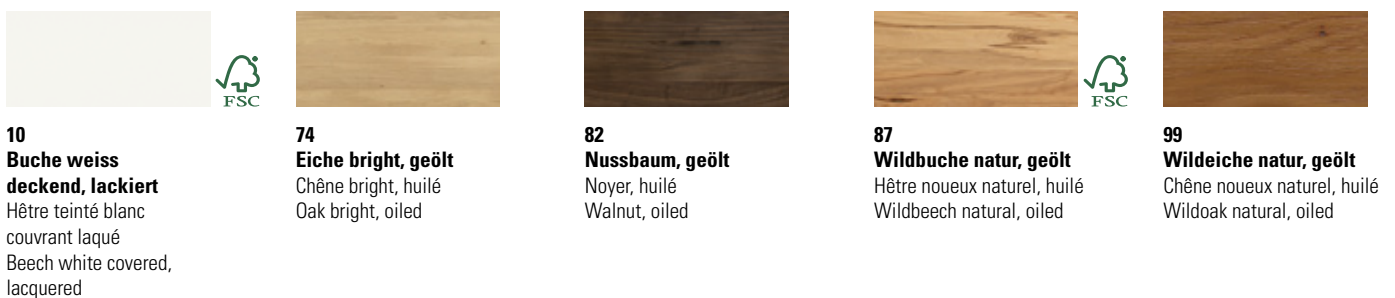 FSC
10
Buche weiss
deckend, lackiert
Hêtre teinté blanc
couvrant laqué
Beech white covered,
lacquered
74
Eiche bright, geölt
Chêne bright, huilé
Oak bright, oiled
82
Nussbaum, geölt
Noyer, huilé
Walnut, oiled
FSC
87
Wildbuche natur, geölt
Hêtre noueux naturel, huilé
Wildbeech natural, oiled
99
Wildeiche natur, geölt
Chêne noueux naturel, huilé
Wildoak natural, oiled